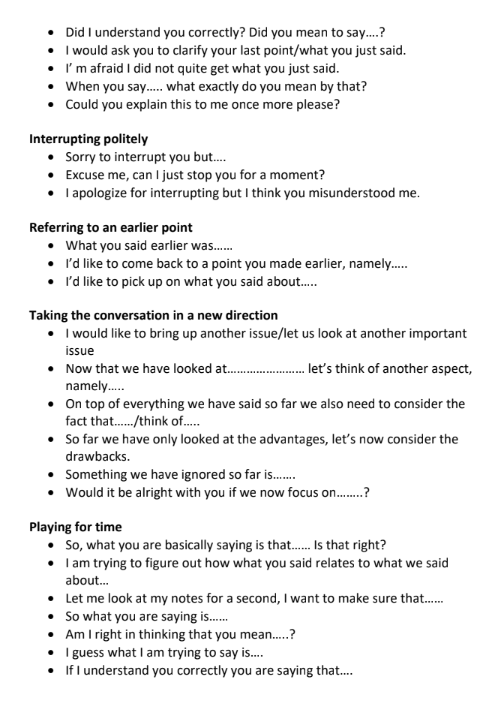 • Did I understand you correctly? Did you mean to say….?
• I would ask you to clarify your last point/what you just said.
• I' m afraid I did not quite get what you just said.
• When you say….. what exactly do you mean by that?
• Could you explain this to me once more please?
Interrupting politely
• Sorry to interrupt you but….
• Excuse me, can I just stop you for a moment?
• I apologize for interrupting but I think you misunderstood me.
Referring to an earlier point
• What you said earlier was……
• I'd like to come back to a point you made earlier, namely…..
• I'd like to pick up on what you said about…..
Taking the conversation in a new direction
• I would like to bring up another issue/let us look at another important
issue
• Now that we have looked at…………………… let's think of another aspect,
namely…..
• On top of everything we have said so far we also need to consider the
fact that……/think of…..
• So far we have only looked at the advantages, let's now consider the
drawbacks.
• Something we have ignored so far is…….
• Would it be alright with you if we now focus on……..?
Playing for time
• So, what you are basically saying is that…… Is that right?
• I am trying to figure out how what you said relates to what we said
about…
• Let me look at my notes for a second, I want to make sure that……
• So what you are saying is……
• Am I right in thinking that you mean…..?
• I guess what I am trying to say is….
• If I understand you correctly you are saying that….